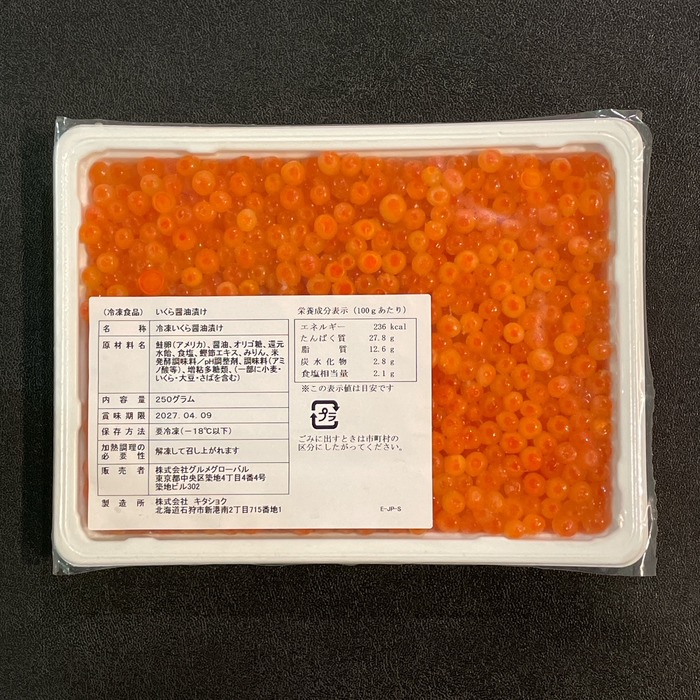 (冷凍食品) いくら醤油漬け
名称 冷凍いくら醤油漬け
原材料名 鮭卵(アメリカ)、醤油、オリゴ糖、還元
水飴、食塩、鰹節エキス、みりん、米
発酵調味料/pH調整剤、調味料(アミ
ノ酸等)、増粘多糖類、(一部に小麦・
いくら・大豆・さばを含む)
内容量 250グラム
賞味期限 2027. 04. 09
保存方法 要冷凍(-18℃以下)
加熱調理の
必要性 解凍して召し上がれます
販売者 株式会社グルメグローバル
東京都中央区築地4丁目4番4号
築地ビル302
製造所 株式会社 キタショク
北海道石狩市新港南2丁目715番地1
栄養成分表示 (100gあたり)
エネルギー 236 kcal
たんぱく質 27.8 g
脂質 12.6 g
炭水化物 2.8 g
食塩相当量 2.1 g
※この表示値は目安です
プラ
ごみに出すときは市町村の
区分にしたがってください。
E-JP-S